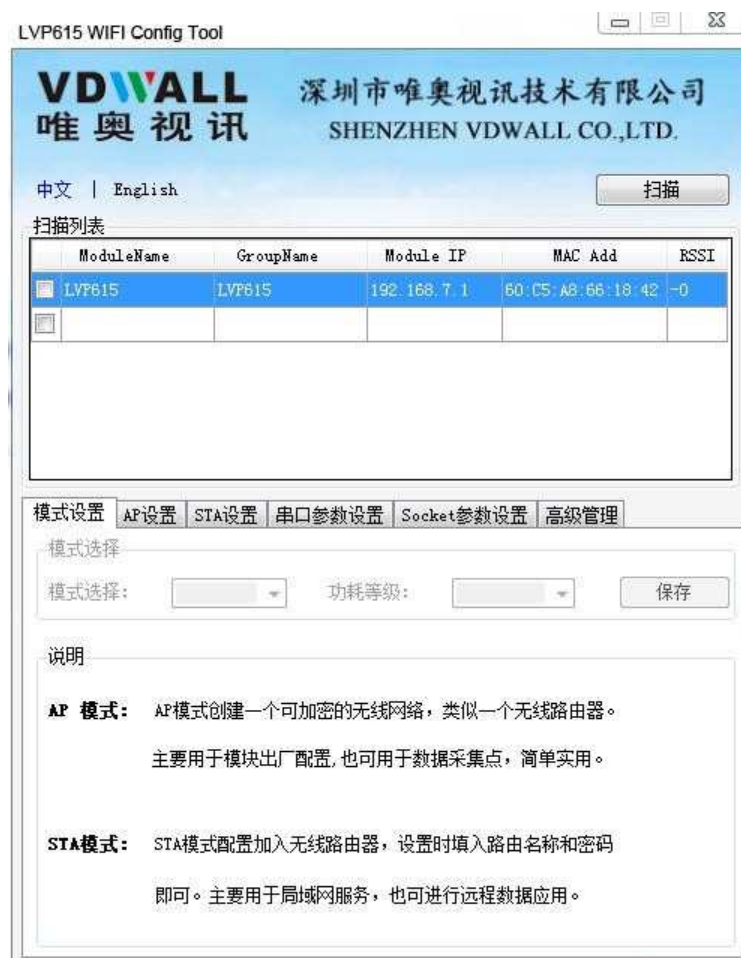 LVP615 WIFI Config Tool
VDWALL 深圳市唯奥视讯技术有限公司
唯奥视讯 SHENZHEN VDWALL CO.,LTD.
中文 | English 扫描
扫描列表
ModuleName GroupName Module IP MAC Add RSSI
LVP615 LVP615 192.168.7.1 60:C5:A8:66:18:42 -0
模式设置 AP设置 STA设置 串口参数设置 Socket参数设置 高级管理
模式选择
模式选择: 功耗等级: 保存
说明
AP 模式: AP模式创建一个可加密的无线网络，类似一个无线路由器。
主要用于模块出厂配置,也可用于数据采集点，简单实用。
STA模式: STA模式配置加入无线路由器，设置时填入路由名称和密码
即可。主要用于局域网服务，也可进行远程数据应用。